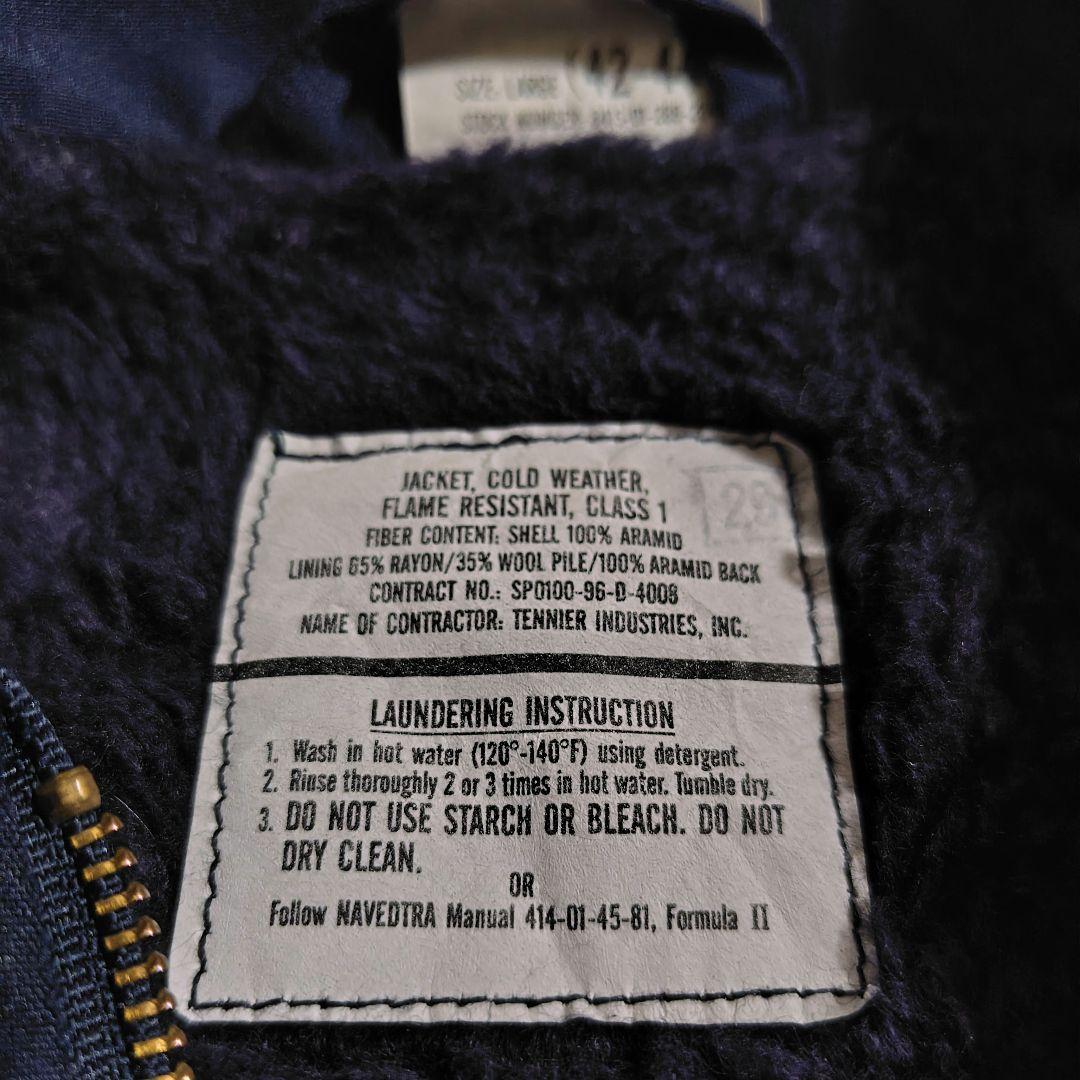 SIZE: LARGE (42-4
STOCK NUMBER:
JACKET, COLD WEATHER,
FLAME RESISTANT, CLASS 1
FIBER CONTENT: SHELL 100% ARAMID
LINING 65% RAYON/35% WOOL PILE/100% ARAMID BACK
CONTRACT NO.: SP0100-96-D-4008
NAME OF CONTRACTOR: TENNIER INDUSTRIES, INC.
LAUNDERING INSTRUCTION
1. Wash in hot water (120°-140°F) using detergent.
2. Rinse thoroughly 2 or 3 times in hot water. Tumble dry.
3. DO NOT USE STARCH OR BLEACH. DO NOT
DRY CLEAN.
OR
Follow NAVEDTRA Manual 414-01-45-81, Formula II